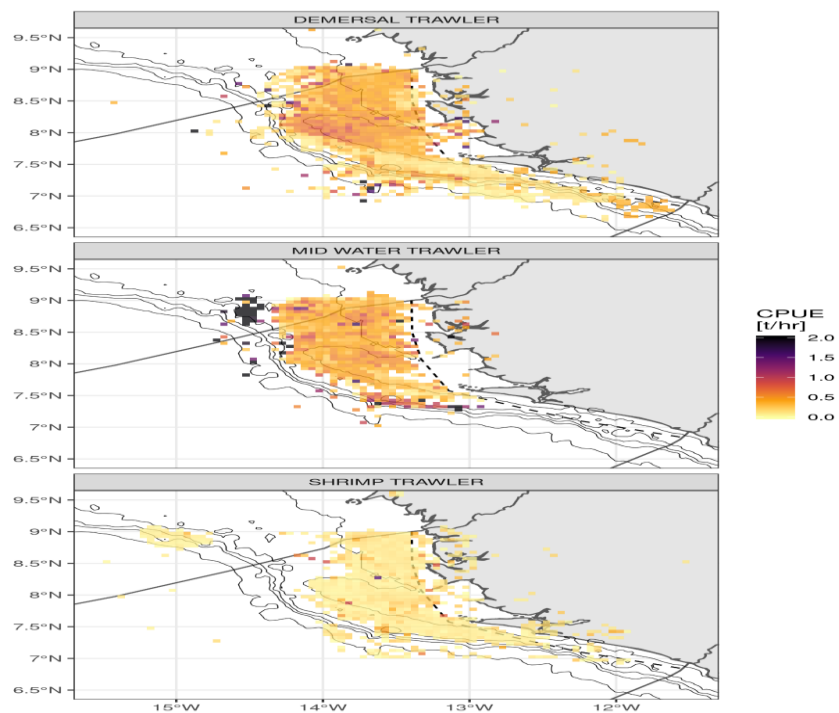 DEMERSAL TRAWLER
9.5°N
9°N
8.5°N
8°N
7.5°N
7°N
6.5°N
MID WATER TRAWLER
9.5°N
9°N
8.5°N
8°N
7.5°N
7°N
6.5°N
CPUE
[t/hr]
2.0
1.5
1.0
0.5
0.0
SHRIMP TRAWLER
9.5°N
9°N
8.5°N
8°N
7.5°N
7°N
6.5°N
15°W 14°W 13°W 12°W